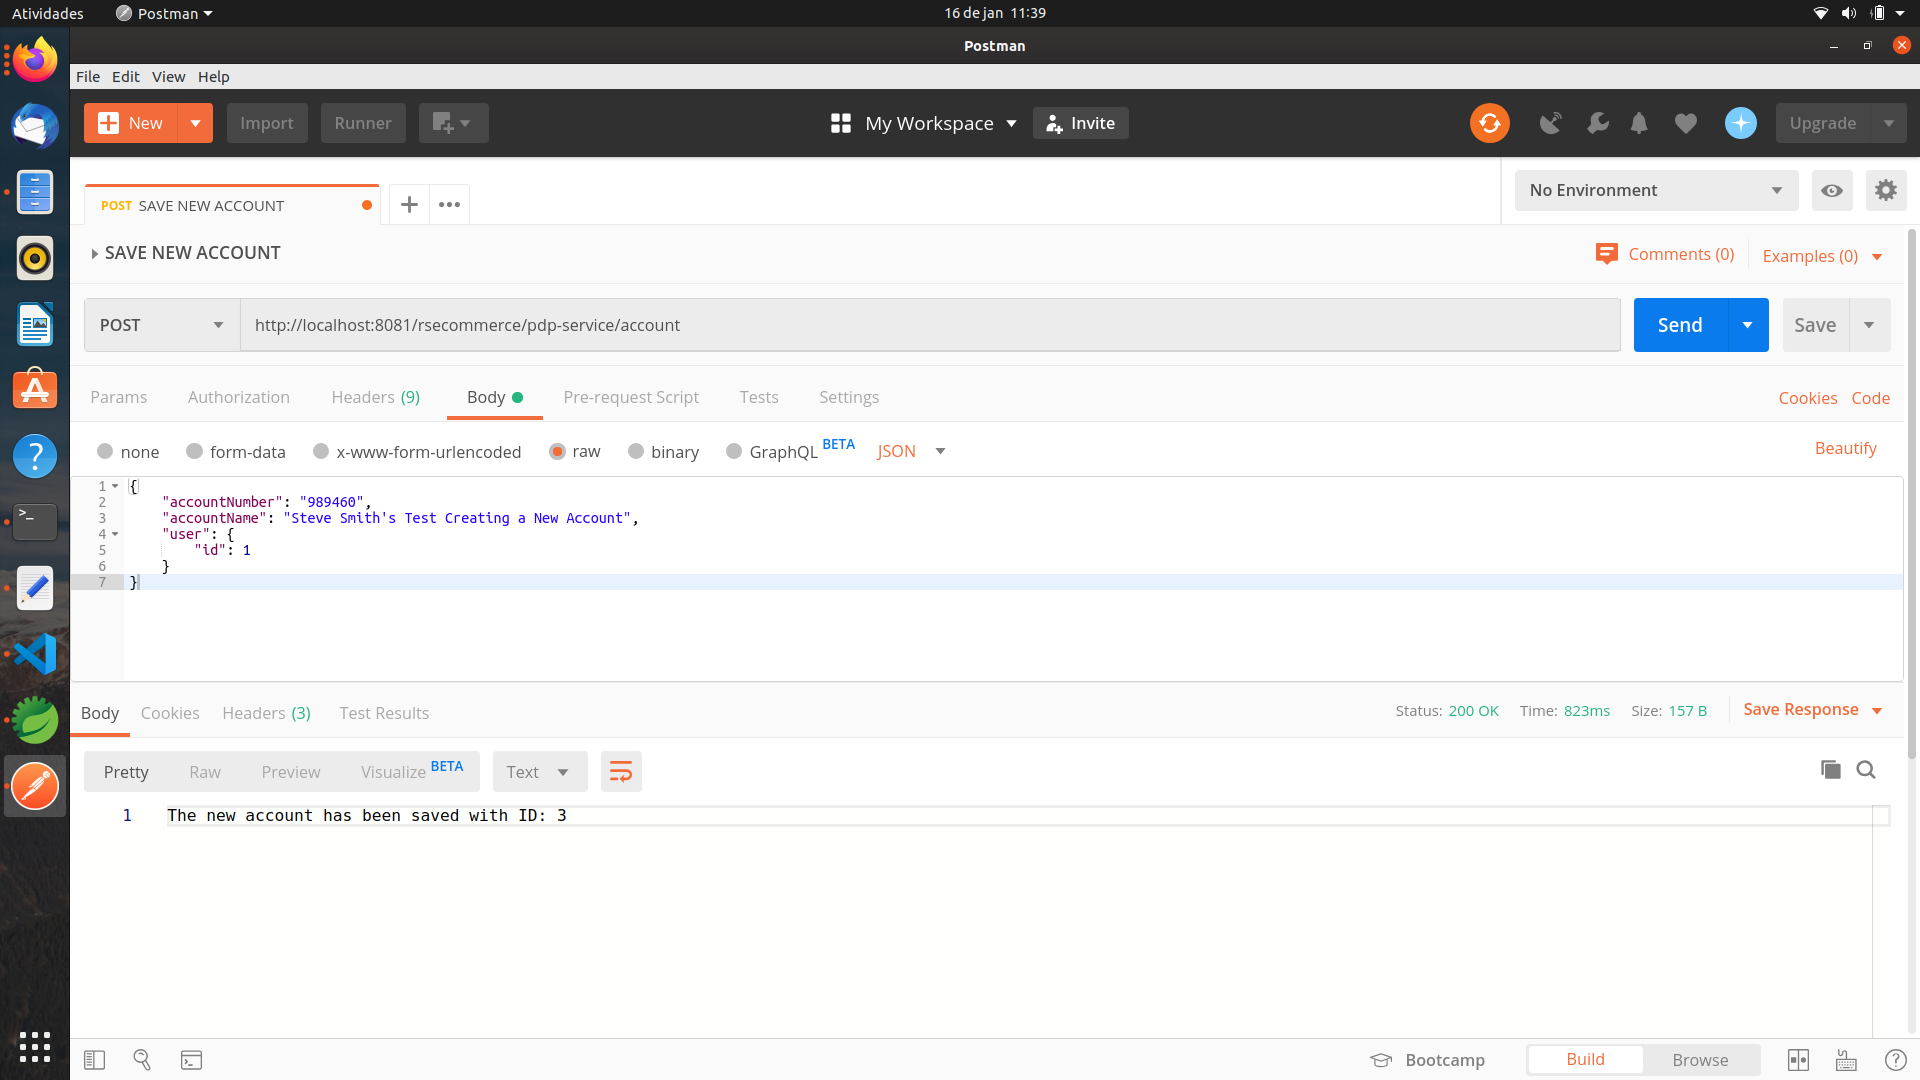 Atividades Postman 16 de jan 11:39
Postman
File Edit View Help
New Import Runner My Workspace Invite Upgrade
POST SAVE NEW ACCOUNT No Environment
SAVE NEW ACCOUNT Comments (0) Examples (0)
POST http://localhost:8081/rsecommerce/pdp-service/account Send Save
Params Authorization Headers (9) Body Pre-request Script Tests Settings Cookies Code
none form-data x-www-form-urlencoded raw binary GraphQL BETA JSON Beautify
1 {
2 "accountNumber": "989460",
3 "accountName": "Steve Smith's Test Creating a New Account",
4 "user": {
5 "id": 1
6 }
7 }
Body Cookies Headers (3) Test Results Status: 200 OK Time: 823ms Size: 157 B Save Response
Pretty Raw Preview Visualize BETA Text
1 The new account has been saved with ID: 3
Bootcamp Build Browse